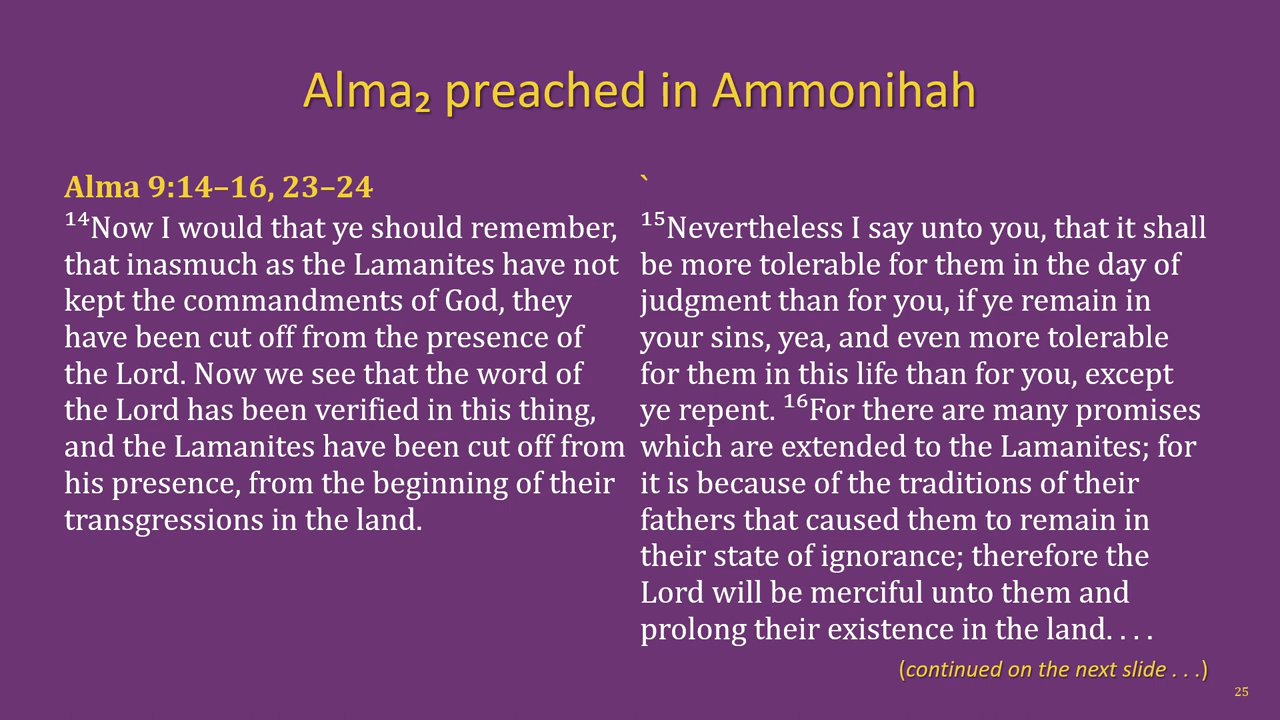 Alma₂ preached in Ammonihah
Alma 9:14–16, 23–24
¹⁴Now I would that ye should remember,
that inasmuch as the Lamanites have not
kept the commandments of God, they
have been cut off from the presence of
the Lord. Now we see that the word of
the Lord has been verified in this thing,
and the Lamanites have been cut off from
his presence, from the beginning of their
transgressions in the land.
`
¹⁵Nevertheless I say unto you, that it shall
be more tolerable for them in the day of
judgment than for you, if ye remain in
your sins, yea, and even more tolerable
for them in this life than for you, except
ye repent. ¹⁶For there are many promises
which are extended to the Lamanites; for
it is because of the traditions of their
fathers that caused them to remain in
their state of ignorance; therefore the
Lord will be merciful unto them and
prolong their existence in the land. . . .
(continued on the next slide . . .)
25